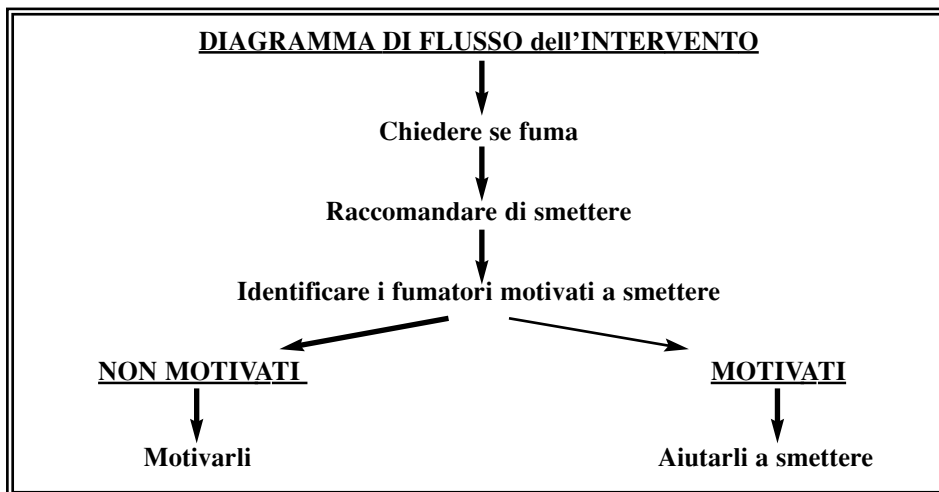 DIAGRAMMA DI FLUSSO dell'INTERVENTO
Chiedere se fuma
Raccomandare di smettere
Identificare i fumatori motivati a smettere
NON MOTIVATI
MOTIVATI
Motivarli
Aiutarli a smettere